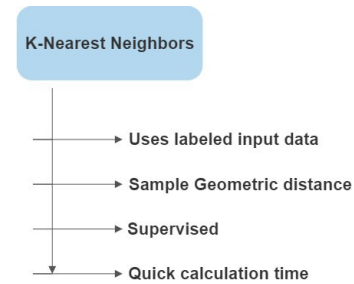 K-Nearest Neighbors
Uses labeled input data
Sample Geometric distance
Supervised
Quick calculation time